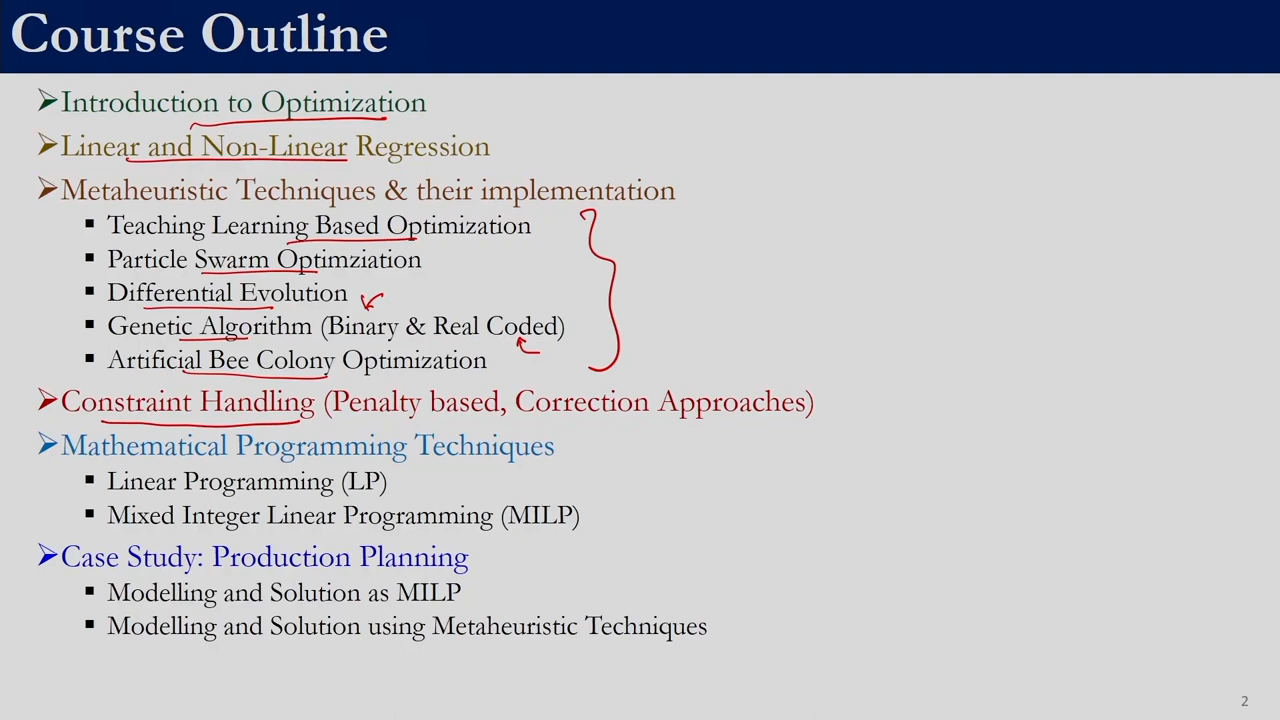 Course Outline
Introduction to Optimization
Linear and Non-Linear Regression
Metaheuristic Techniques & their implementation
Teaching Learning Based Optimization
Particle Swarm Optimziation
Differential Evolution
Genetic Algorithm (Binary & Real Coded)
Artificial Bee Colony Optimization
Constraint Handling (Penalty based, Correction Approaches)
Mathematical Programming Techniques
Linear Programming (LP)
Mixed Integer Linear Programming (MILP)
Case Study: Production Planning
Modelling and Solution as MILP
Modelling and Solution using Metaheuristic Techniques
2